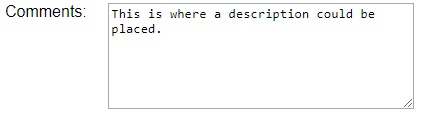 Comments:
This is where a description could be
placed.